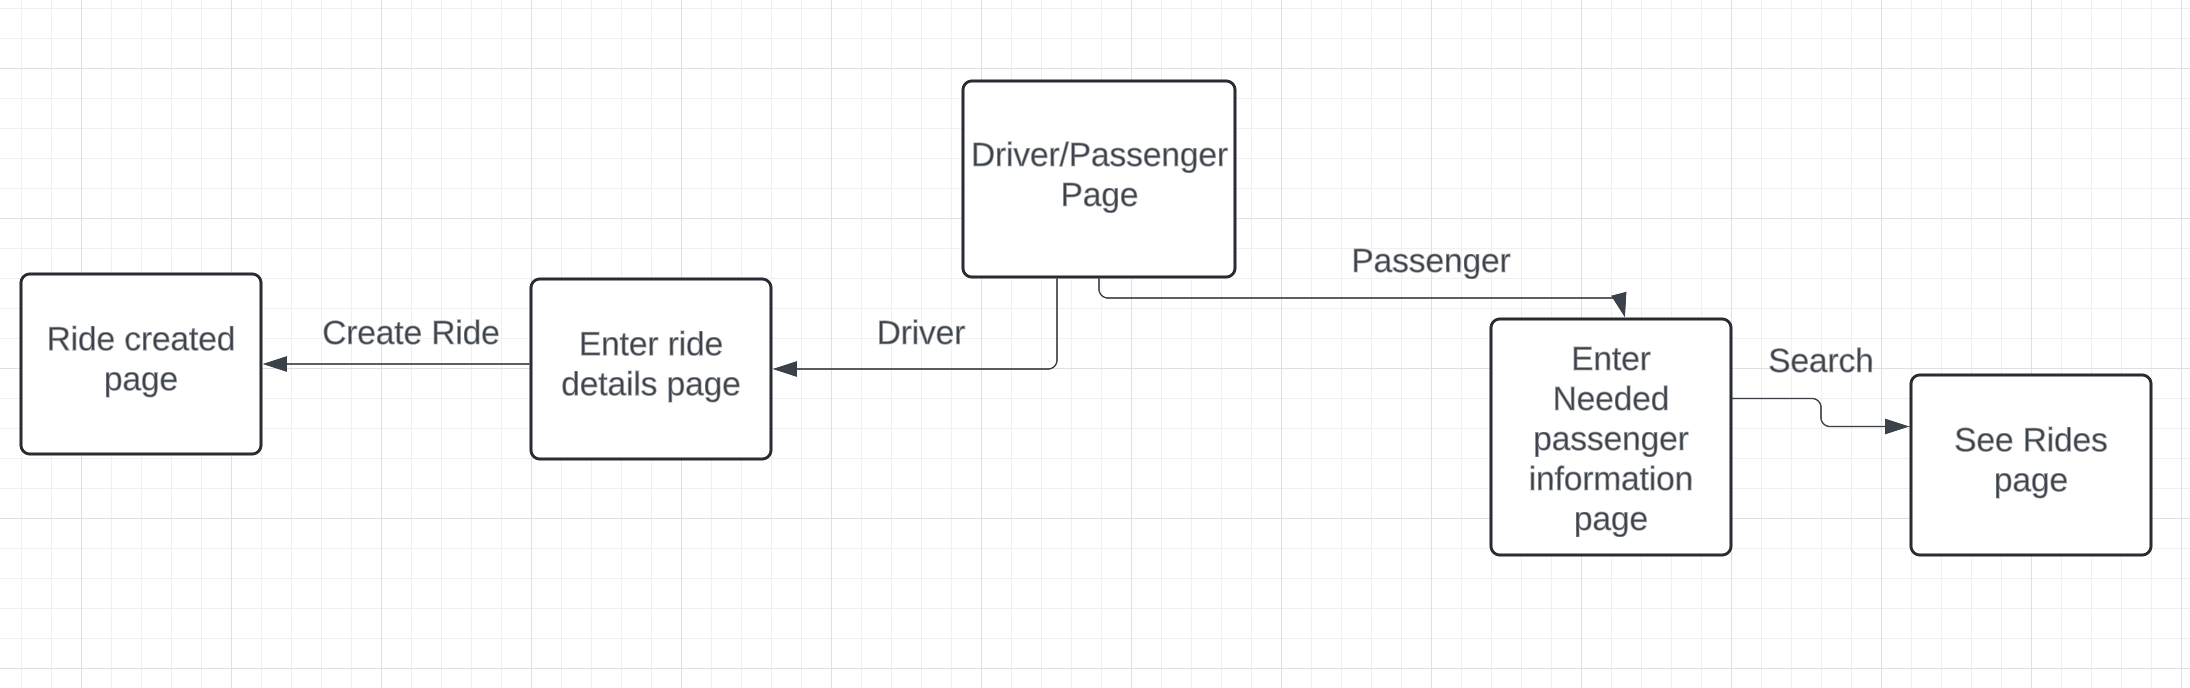 Driver/Passenger
Page
Passenger
Driver
Create Ride
Ride created
page
Enter ride
details page
Enter
Needed
passenger
information
page
Search
See Rides
page